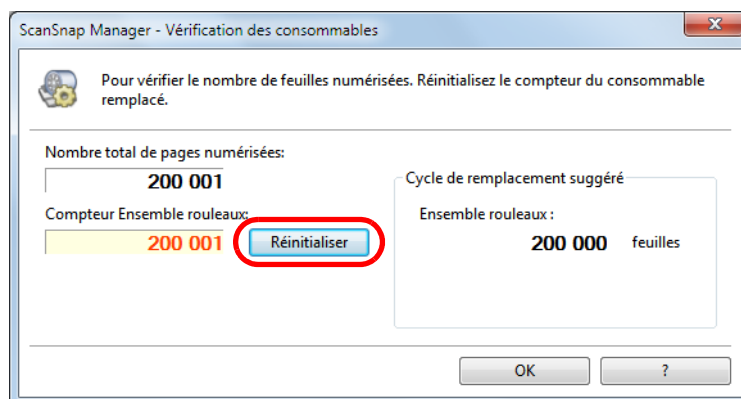 ScanSnap Manager - Vérification des consommables
Pour vérifier le nombre de feuilles numérisées. Réinitialisez le compteur du consommable
remplacé.
Nombre total de pages numérisées:
200 001
Compteur Ensemble rouleaux:
200 001
Réinitialiser
Cycle de remplacement suggéré
Ensemble rouleaux :
200 000 feuilles
OK
?